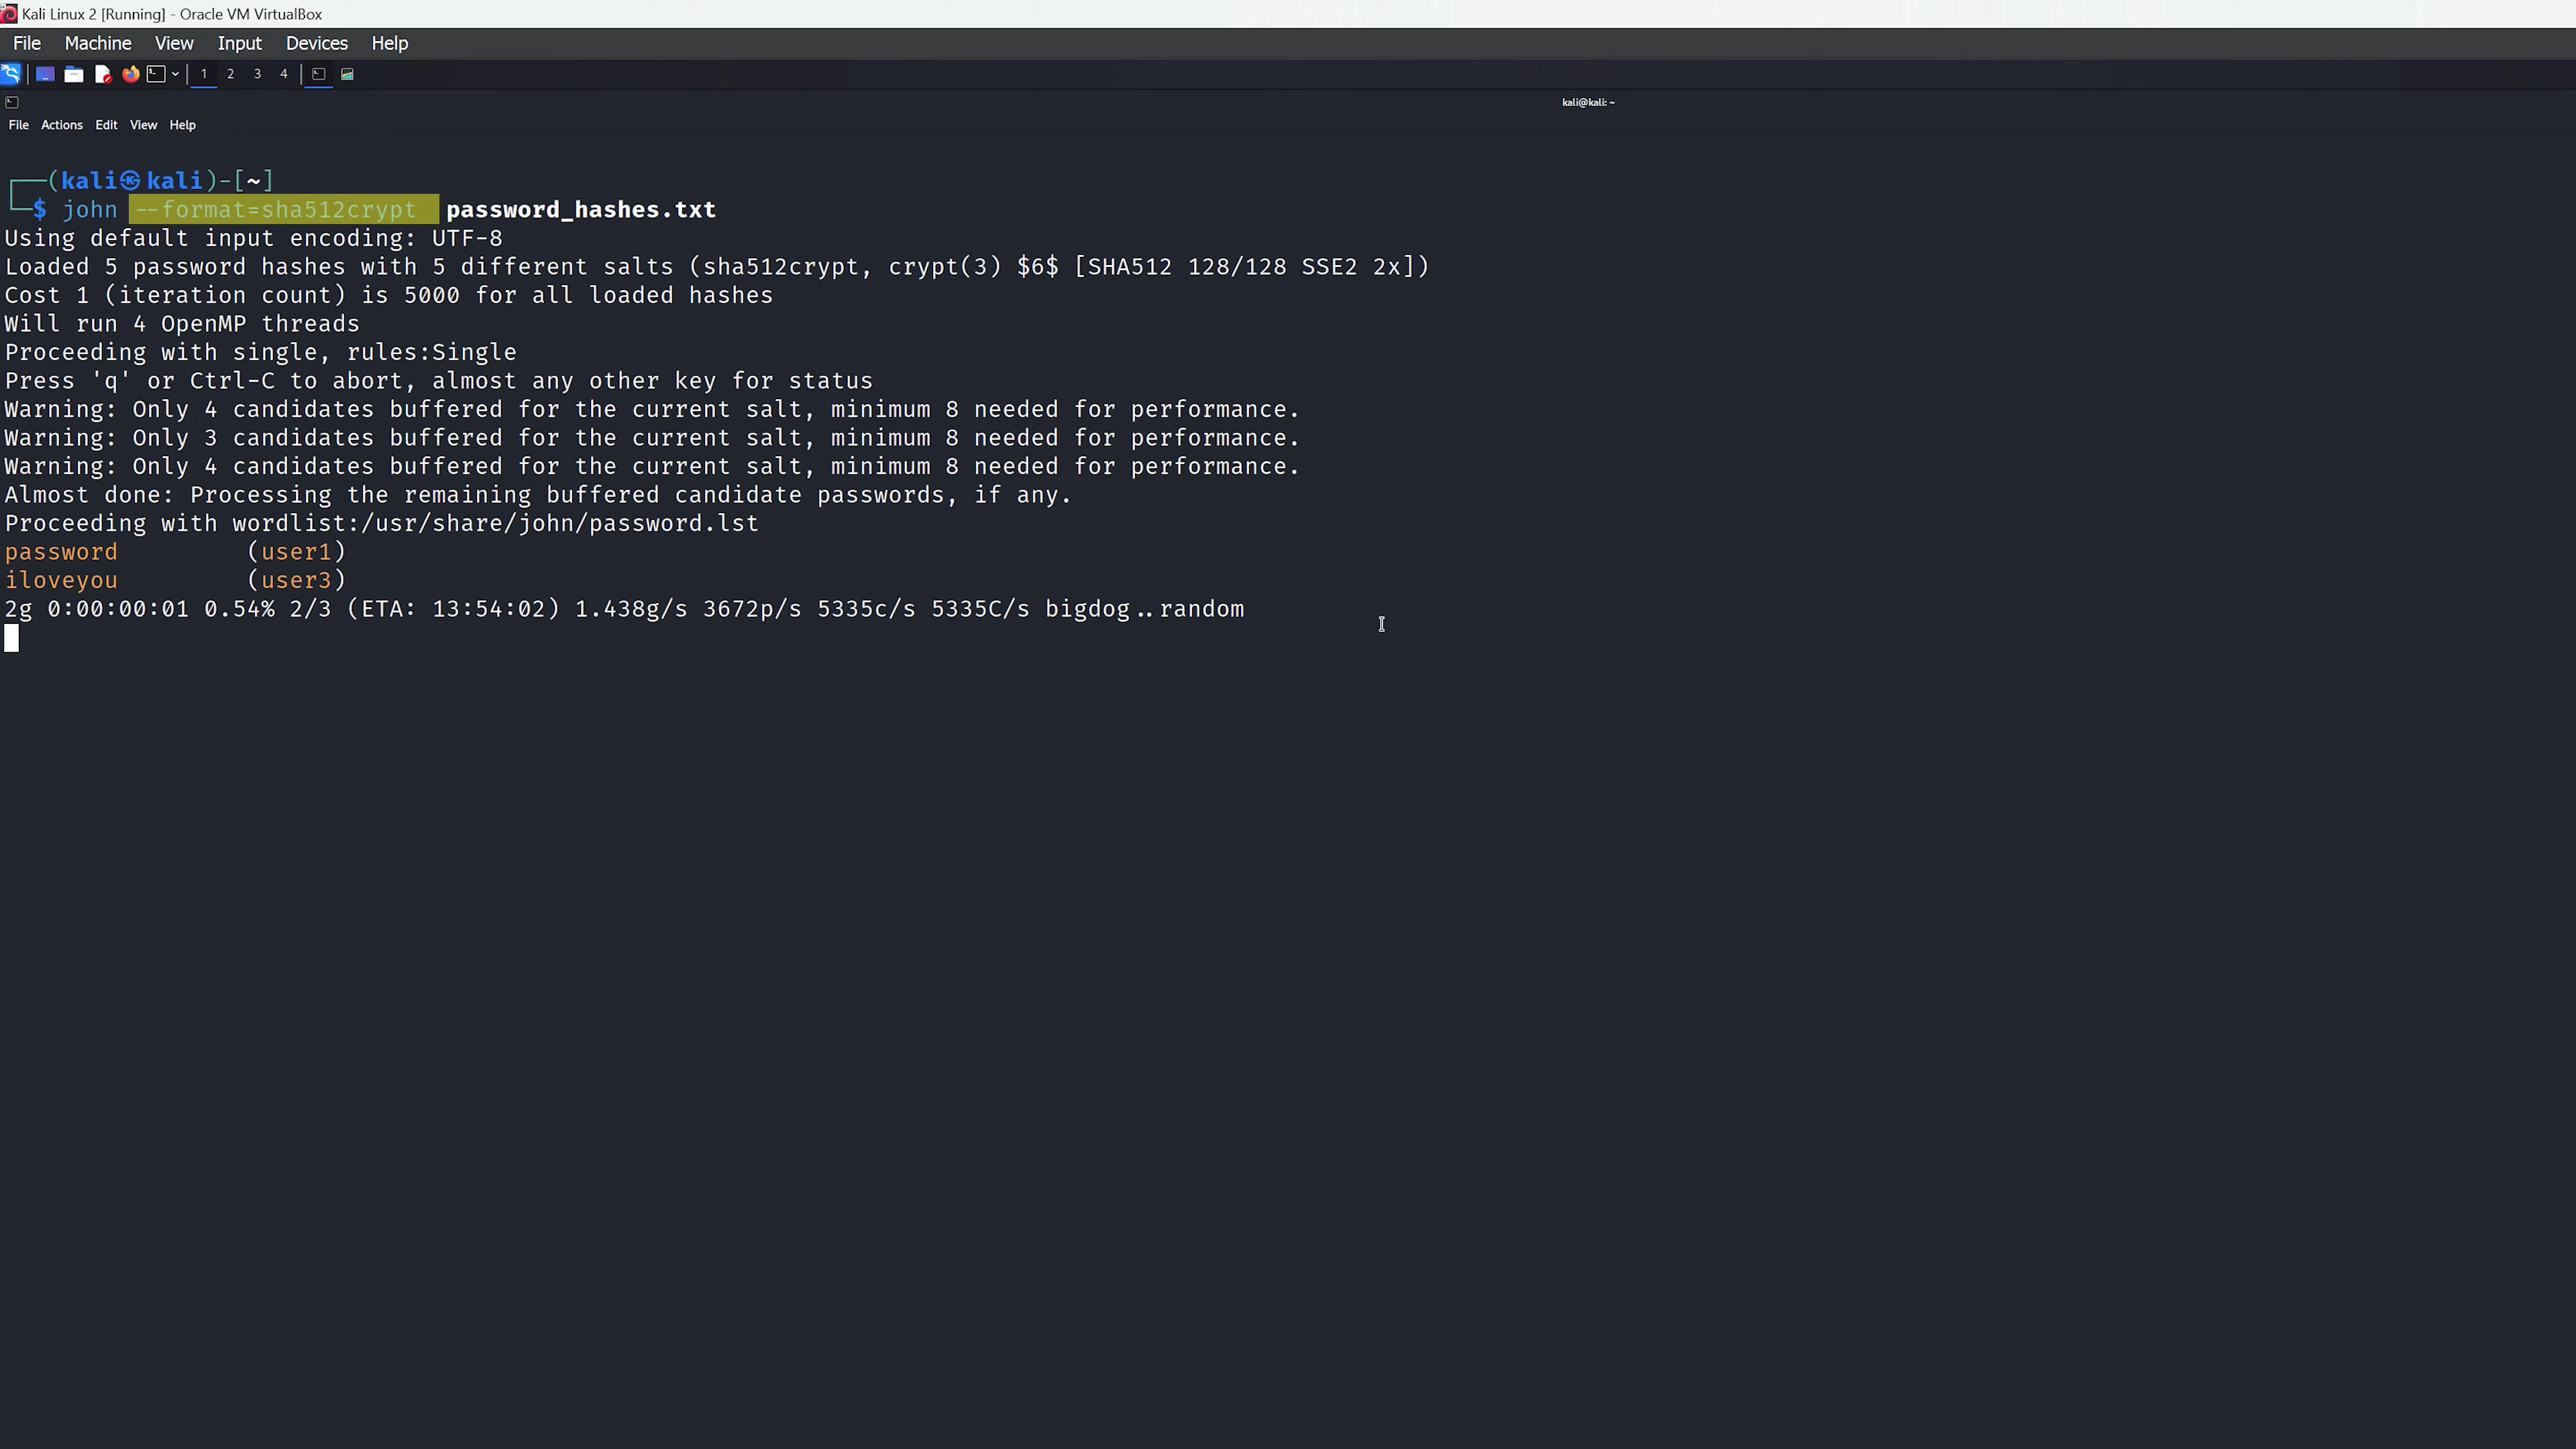 Kali Linux 2 [Running] - Oracle VM VirtualBox
File Machine View Input Devices Help
1 2 3 4
kali@kali: ~
File Actions Edit View Help
┌──(kali㉿kali)-[~]
└─$ john --format=sha512crypt password_hashes.txt
Using default input encoding: UTF-8
Loaded 5 password hashes with 5 different salts (sha512crypt, crypt(3) $6$ [SHA512 128/128 SSE2 2x])
Cost 1 (iteration count) is 5000 for all loaded hashes
Will run 4 OpenMP threads
Proceeding with single, rules:Single
Press 'q' or Ctrl-C to abort, almost any other key for status
Warning: Only 4 candidates buffered for the current salt, minimum 8 needed for performance.
Warning: Only 3 candidates buffered for the current salt, minimum 8 needed for performance.
Warning: Only 4 candidates buffered for the current salt, minimum 8 needed for performance.
Almost done: Processing the remaining buffered candidate passwords, if any.
Proceeding with wordlist:/usr/share/john/password.lst
password (user1)
iloveyou (user3)
2g 0:00:00:01 0.54% 2/3 (ETA: 13:54:02) 1.438g/s 3672p/s 5335c/s 5335C/s bigdog..random